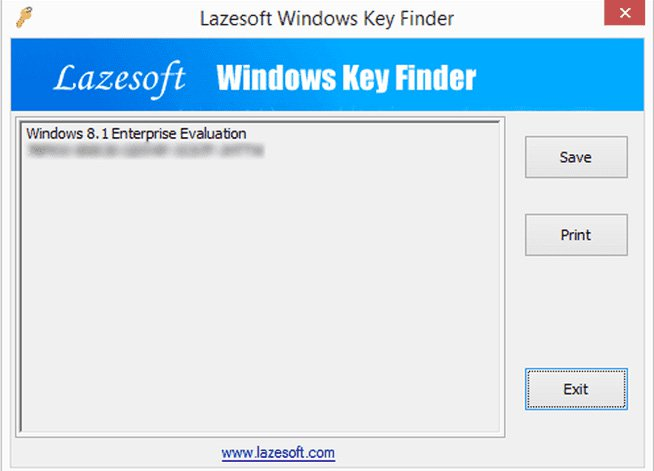 Lazesoft Windows Key Finder
Lazesoft Windows Key Finder
Windows 8.1 Enterprise Evaluation
Save
Print
Exit
www.lazesoft.com